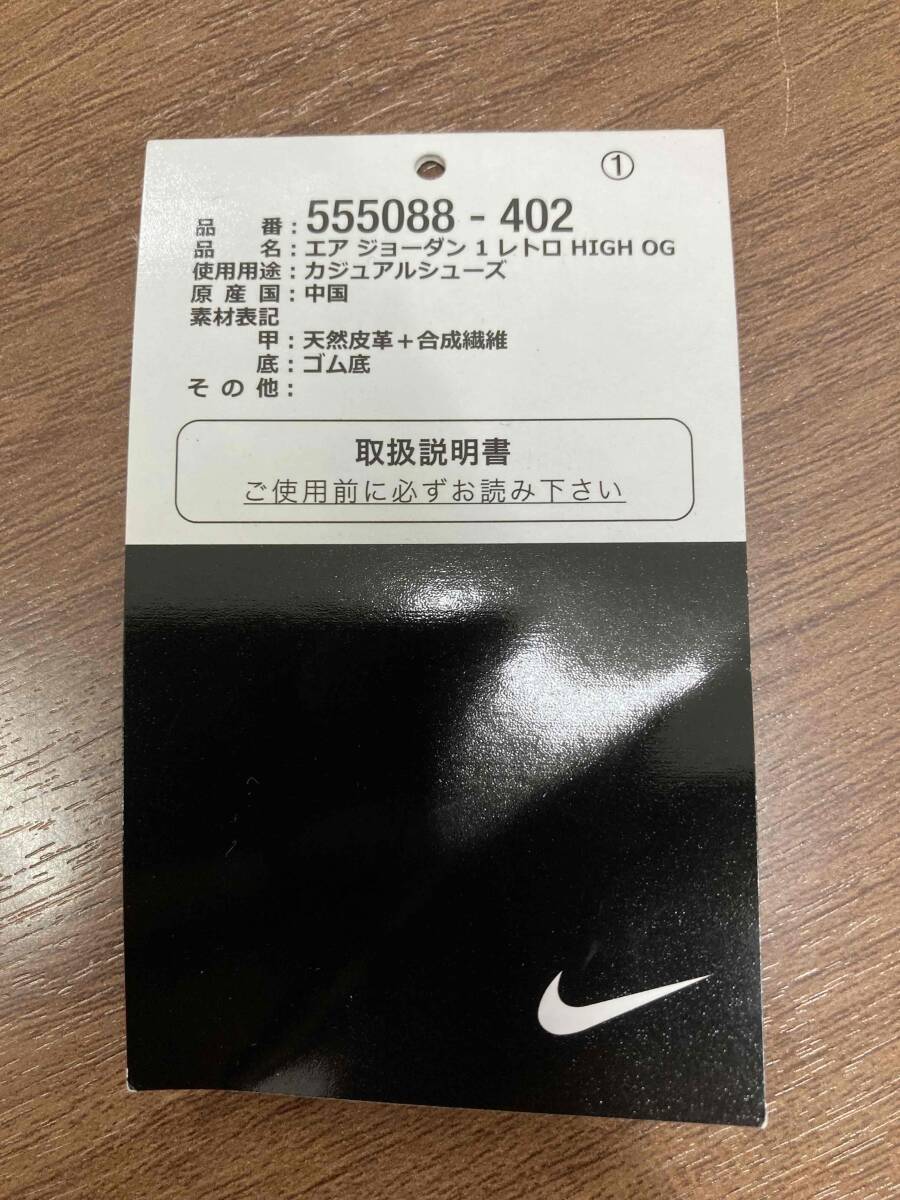 ①
品 番：555088 - 402
品 名：エア ジョーダン 1 レトロ HIGH OG
使用用途：カジュアルシューズ
原 産 国：中国
素材表記
甲：天然皮革＋合成繊維
底：ゴム底
そ の 他：
取扱説明書
ご使用前に必ずお読み下さい